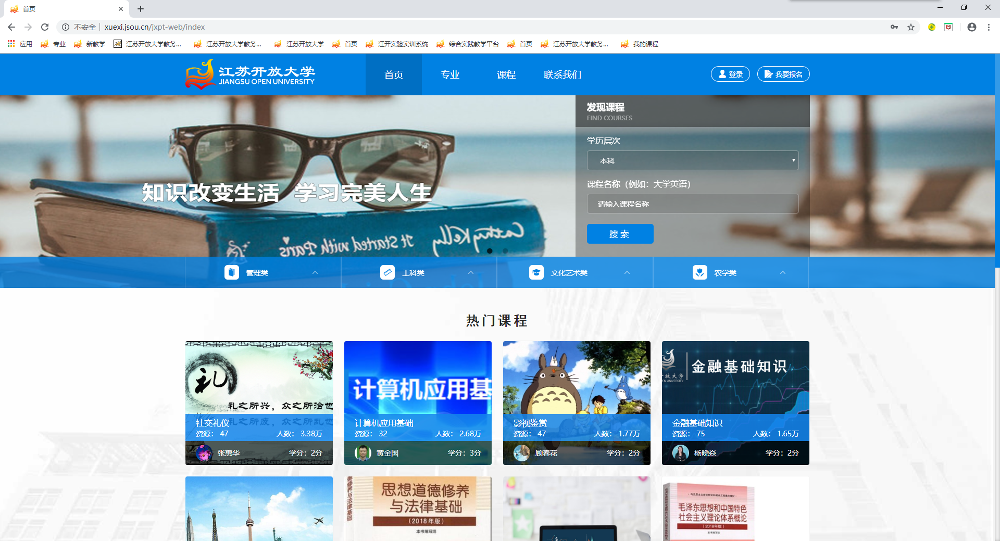 首页
不安全 xuexi.jsou.cn/jxpt-web/index
应用 专业 新教学 江苏开放大学教务... 江苏开放大学教务... 江苏开放大学 首页 江开实验实训系统 综合实践教学平台 首页 江苏开放大学教务... 我的课程
江苏开放大学
JIANGSU OPEN UNIVERSITY
首页 专业 课程 联系我们 登录 我要报名
发现课程
FIND COURSES
学历层次
本科
课程名称（例如：大学英语）
请输入课程名称
搜 索
知识改变生活 学习完美人生
Cathy Kelly
It Started with Paris
管理类 工科类 文化艺术类 农学类
热门课程
礼
礼之所兴，众之所治也
礼之所废，众之所乱也
社交礼仪
资源： 47 人数： 3.38万
张惠华 学分：2分
计算机应用基
计算机应用基础
资源： 32 人数： 2.68万
黄金国 学分：3分
影视鉴赏
资源： 47 人数： 1.77万
顾春花 学分：2分
开放大学
EN UNIVERSITY
金融基础知识
金融基础知识
资源： 75 人数： 1.65万
杨晓焱 学分：2分
德修养与法律基础
思想道德修养
与法律基础
（2018年版）
本书编写组
毛泽东思想和中国特色
社会主义理论体系概论
（2018年版）
本书编写组